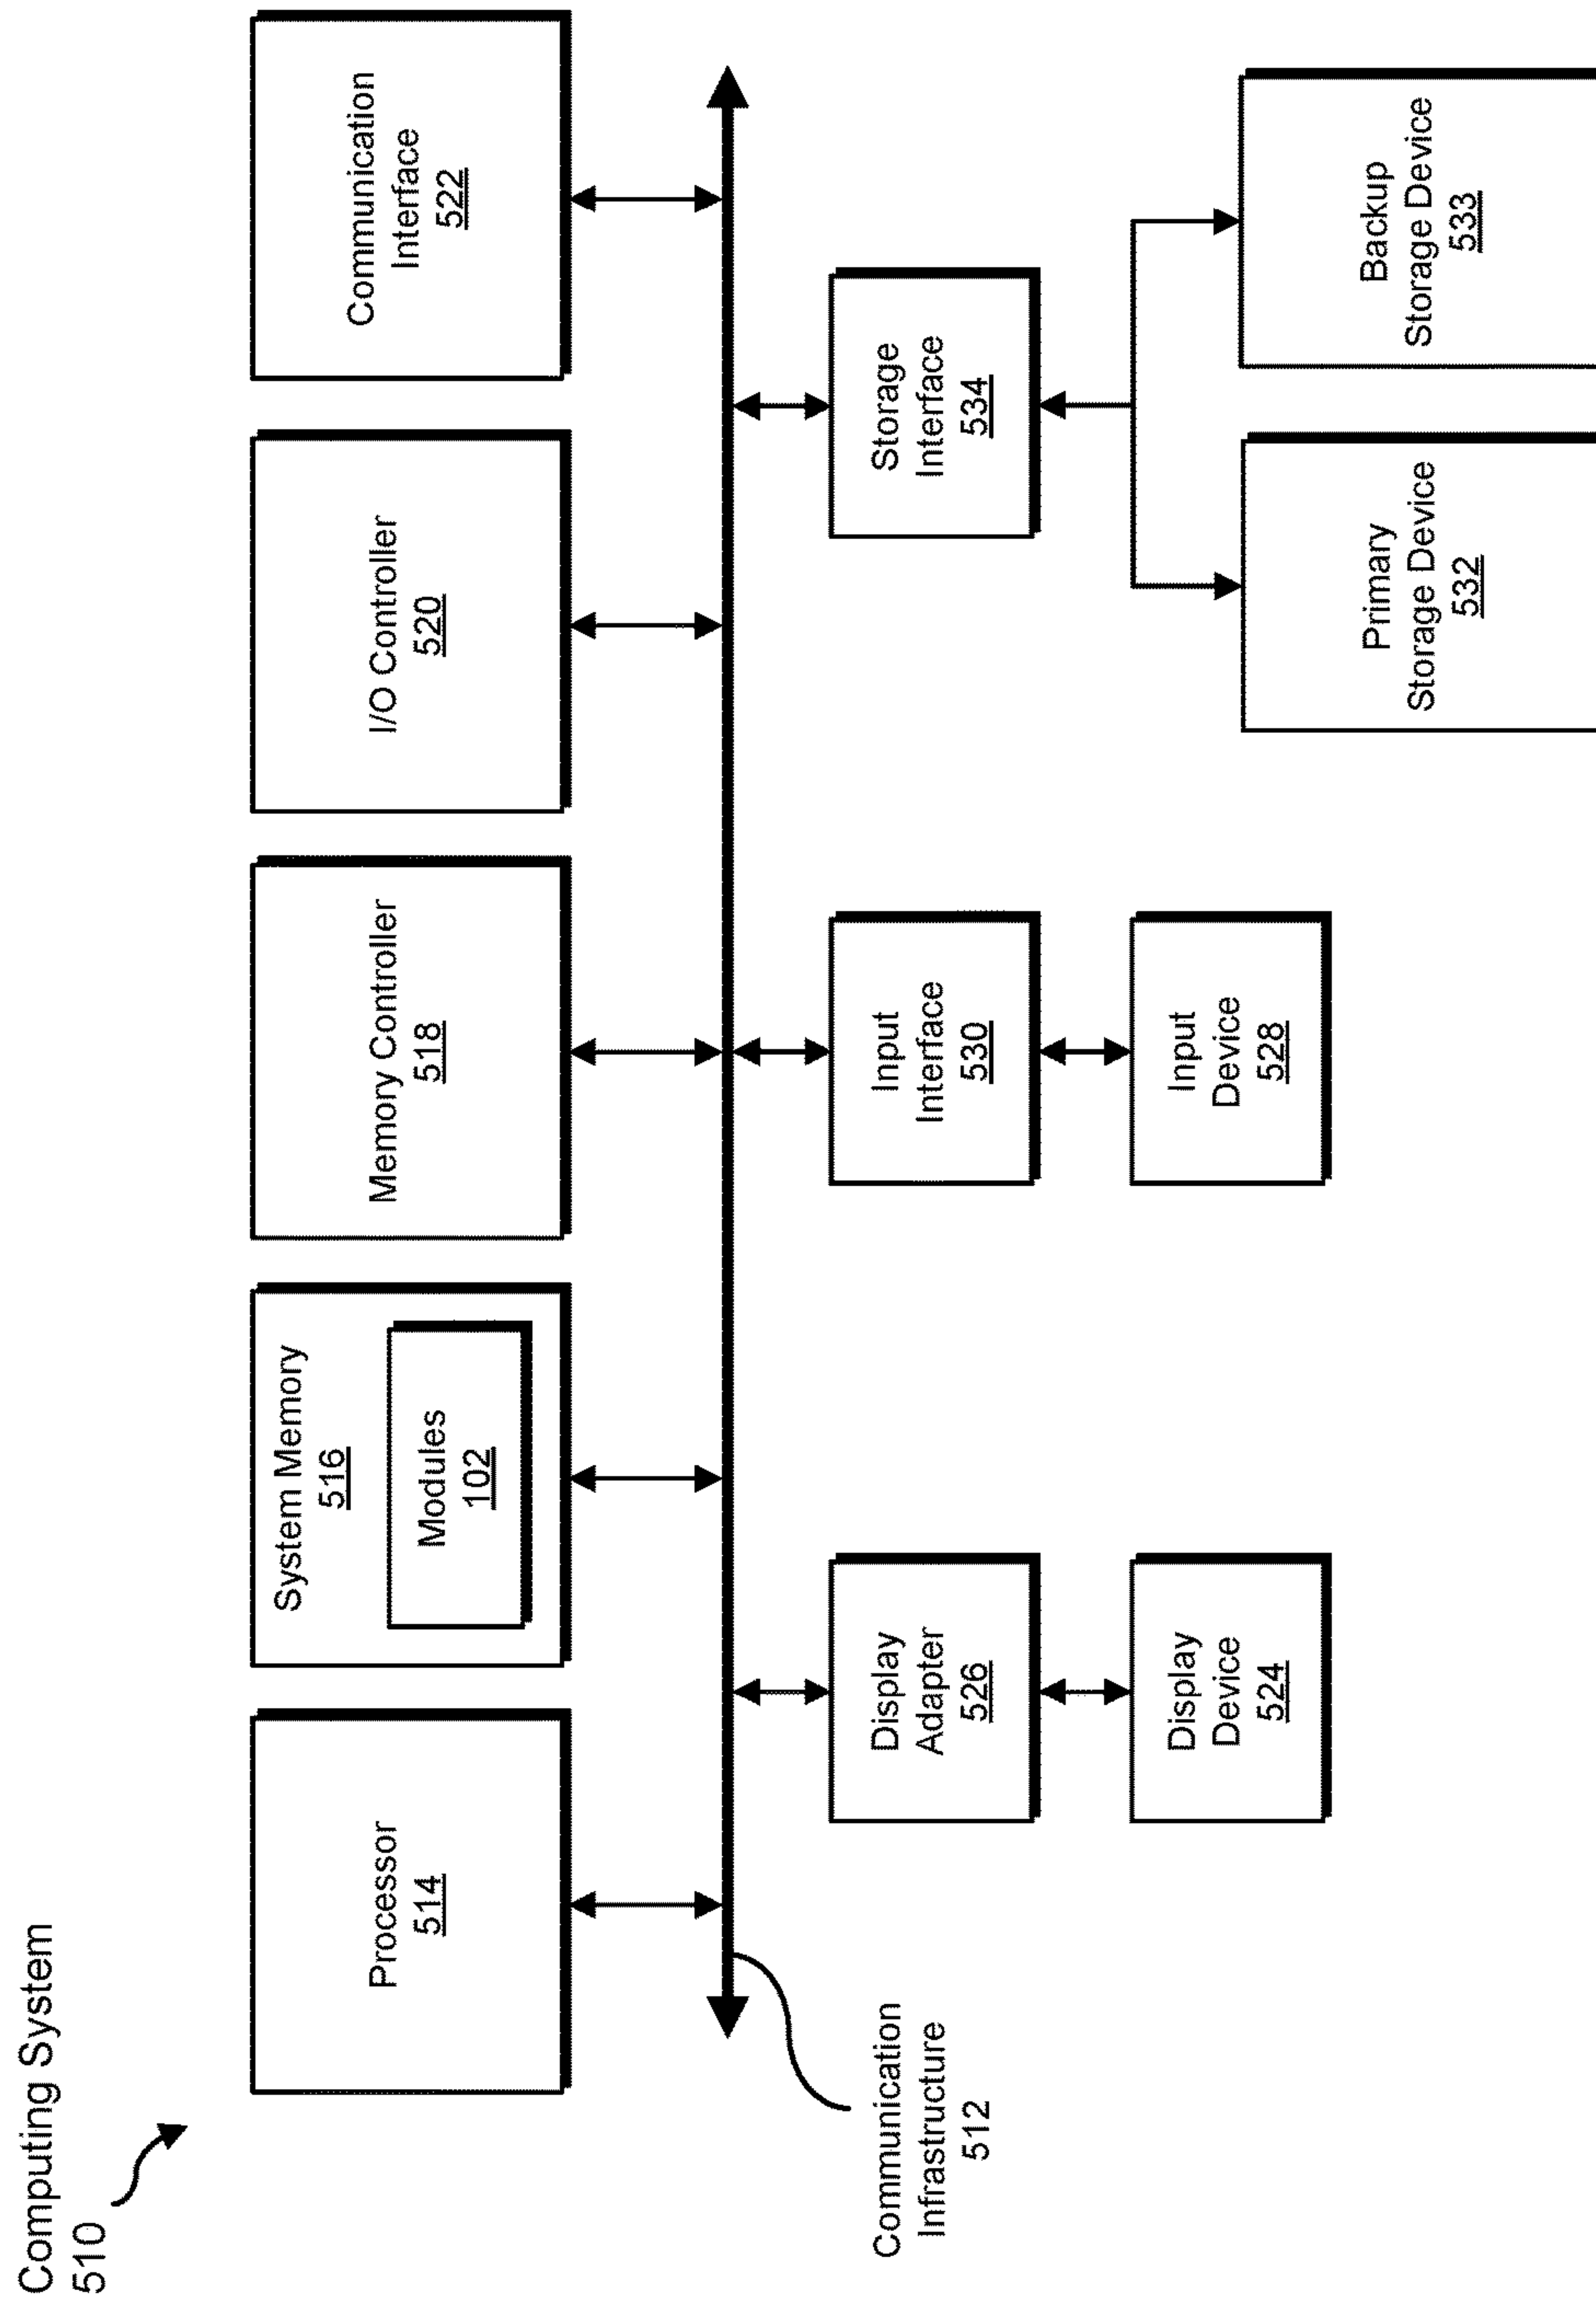 Computing System
510
Processor
514
System Memory
516
Modules
102
Memory Controller
518
I/O Controller
520
Communication
Interface
522
Communication
Infrastructure
512
Display
Adapter
526
Input
Interface
530
Storage
Interface
534
Display
Device
524
Input
Device
528
Primary
Storage Device
532
Backup
Storage Device
533